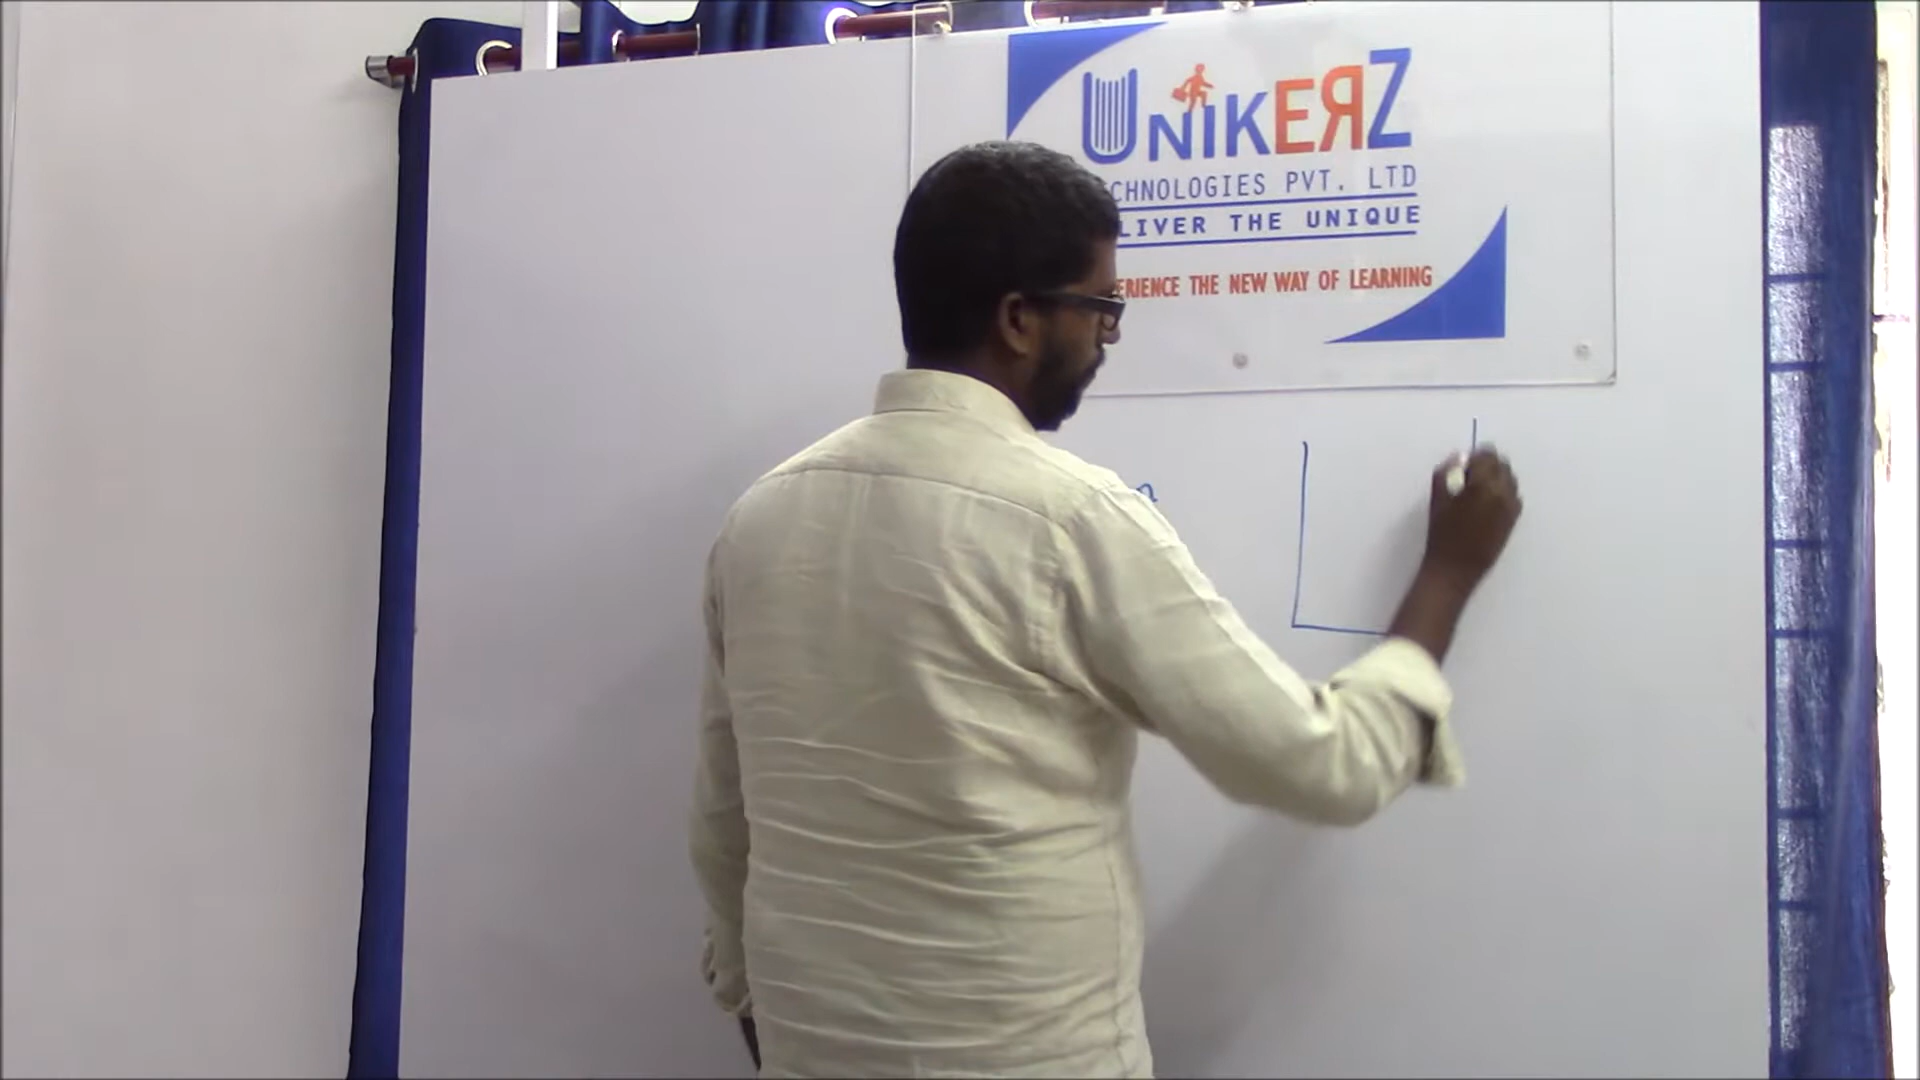 UNIKERZ
CHNOLOGIES PVT. LTD
LIVER THE UNIQUE
ERIENCE THE NEW WAY OF LEARNING